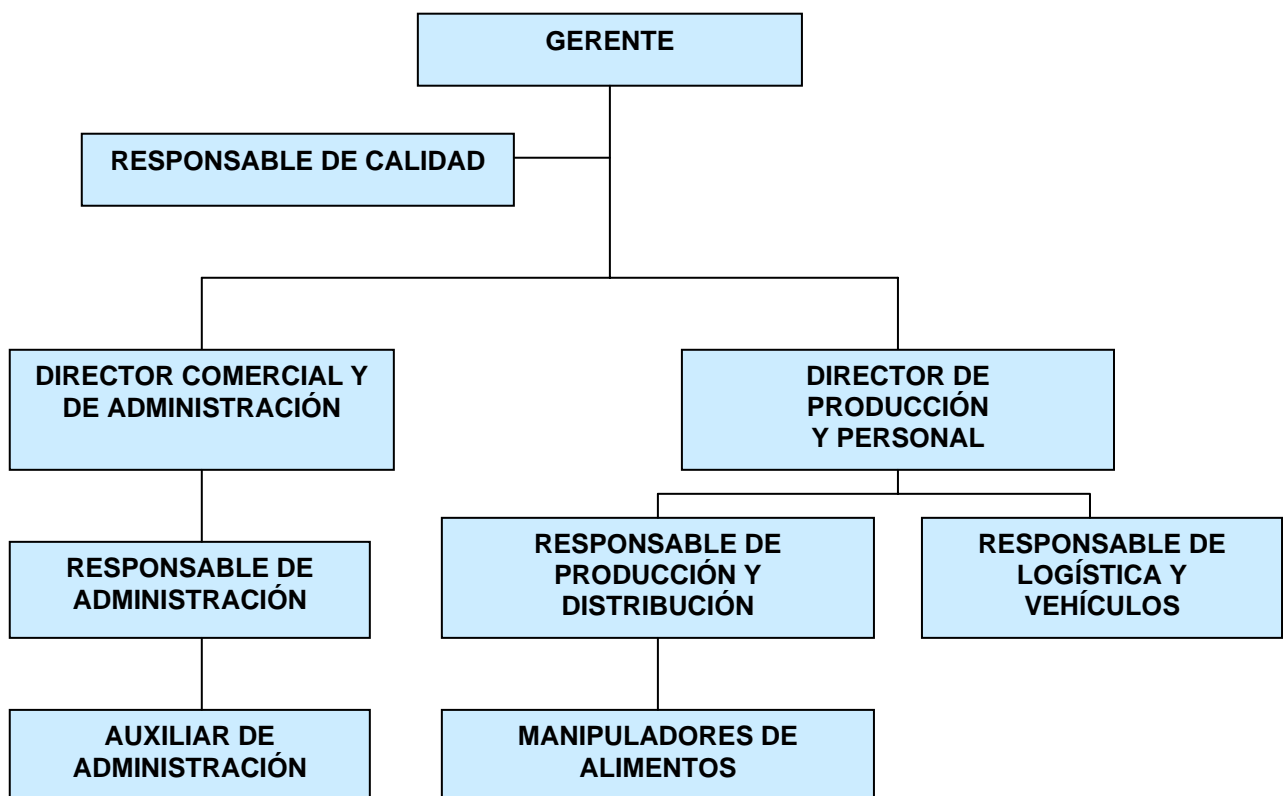 GERENTE
RESPONSABLE DE CALIDAD
DIRECTOR COMERCIAL Y
DE ADMINISTRACIÓN
DIRECTOR DE
PRODUCCIÓN
Y PERSONAL
RESPONSABLE DE
ADMINISTRACIÓN
RESPONSABLE DE
PRODUCCIÓN Y
DISTRIBUCIÓN
RESPONSABLE DE
LOGÍSTICA Y
VEHÍCULOS
AUXILIAR DE
ADMINISTRACIÓN
MANIPULADORES DE
ALIMENTOS